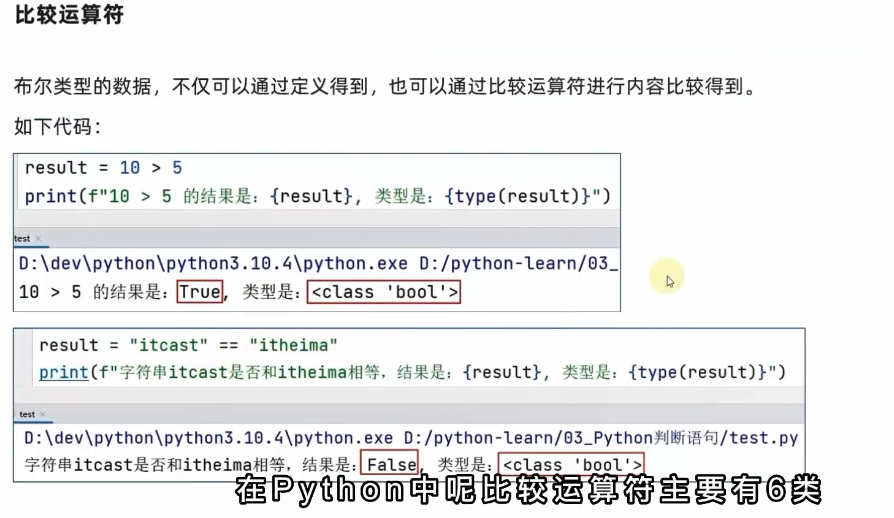 比较运算符
布尔类型的数据，不仅可以通过定义得到，也可以通过比较运算符进行内容比较得到。
如下代码：
result = 10 > 5
print(f"10 > 5 的结果是：{result}, 类型是：{type(result)}")
test ×
D:\dev\python\python3.10.4\python.exe D:/python-learn/03_
10 > 5 的结果是：True, 类型是：<class 'bool'>
result = "itcast" == "itheima"
print(f"字符串itcast是否和itheima相等，结果是：{result}, 类型是：{type(result)}")
test ×
D:\dev\python\python3.10.4\python.exe D:/python-learn/03_Python判断语句/test.py
字符串itcast是否和itheima相等，结果是：False, 类型是：<class 'bool'>
在Python中呢比较运算符主要有6类